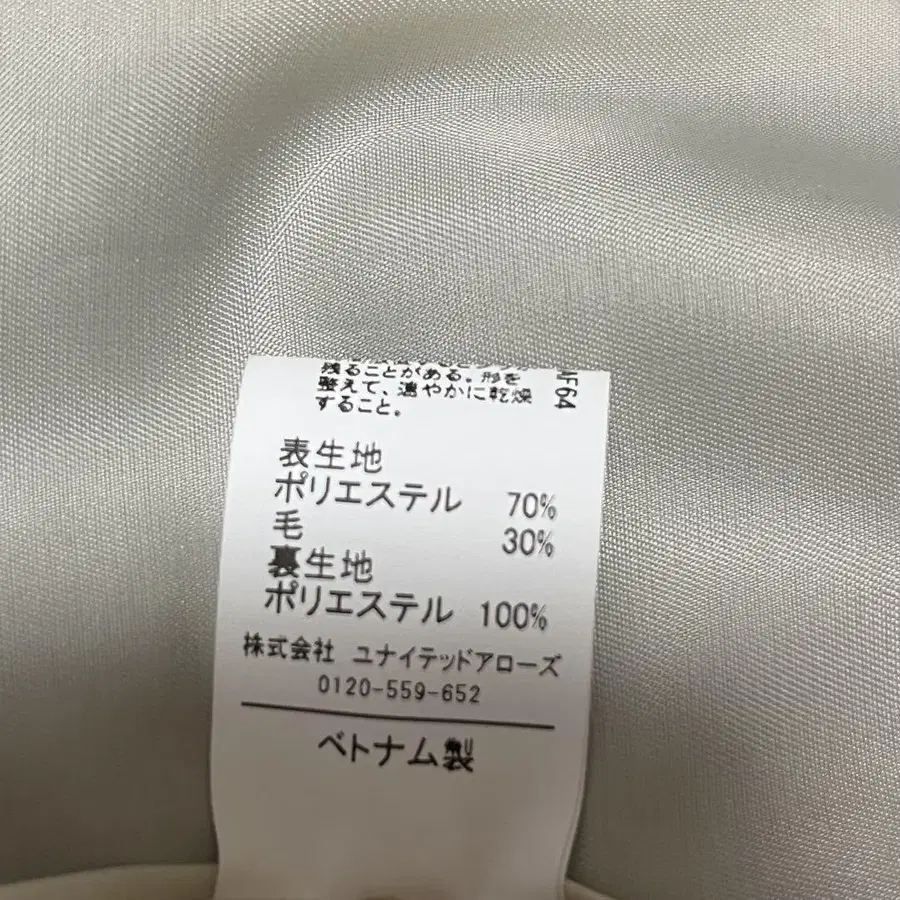 残ることがある。形を
整えて、速やかに乾燥
すること。
NF64
表生地
ポリエステル 70%
毛 30%
裏生地
ポリエステル 100%
株式会社 ユナイテッドアローズ
0120-559-652
ベトナム製